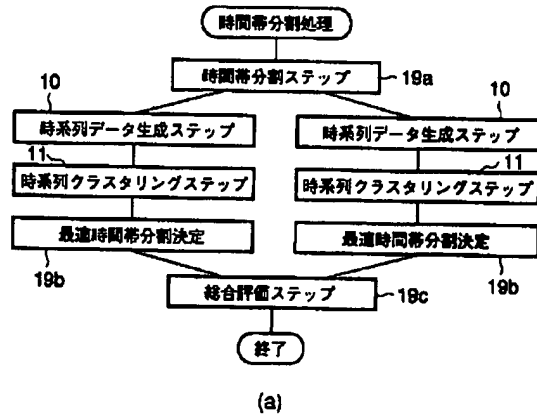 時間帯分割処理
時間帯分割ステップ
19a
10
10
時系列データ生成ステップ
時系列データ生成ステップ
11
11
時系列クラスタリングステップ
時系列クラスタリングステップ
最適時間帯分割決定
最適時間帯分割決定
19b
19b
総合評価ステップ
19c
終了
(a)